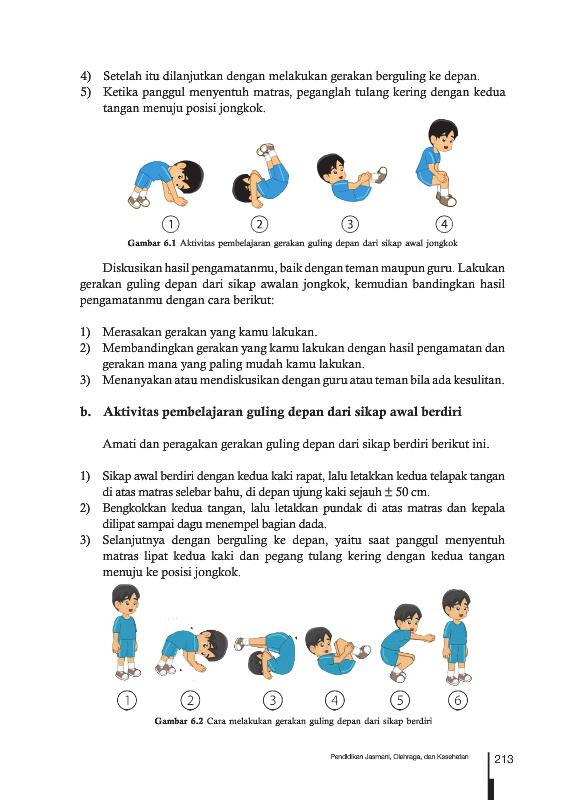 4) Setelah itu dilanjutkan dengan melakukan gerakan berguling ke depan.
5) Ketika panggul menyentuh matras, peganglah tulang kering dengan kedua
tangan menuju posisi jongkok.
1 2 3 4
Gambar 6.1 Aktivitas pembelajaran gerakan guling depan dari sikap awal jongkok
Diskusikan hasil pengamatanmu, baik dengan teman maupun guru. Lakukan
gerakan guling depan dari sikap awalan jongkok, kemudian bandingkan hasil
pengamatanmu dengan cara berikut:
1) Merasakan gerakan yang kamu lakukan.
2) Membandingkan gerakan yang kamu lakukan dengan hasil pengamatan dan
gerakan mana yang paling mudah kamu lakukan.
3) Menanyakan atau mendiskusikan dengan guru atau teman bila ada kesulitan.
b. Aktivitas pembelajaran guling depan dari sikap awal berdiri
Amati dan peragakan gerakan guling depan dari sikap berdiri berikut ini.
1) Sikap awal berdiri dengan kedua kaki rapat, lalu letakkan kedua telapak tangan
di atas matras selebar bahu, di depan ujung kaki sejauh ± 50 cm.
2) Bengkokkan kedua tangan, lalu letakkan pundak di atas matras dan kepala
dilipat sampai dagu menempel bagian dada.
3) Selanjutnya dengan berguling ke depan, yaitu saat panggul menyentuh
matras lipat kedua kaki dan pegang tulang kering dengan kedua tangan
menuju ke posisi jongkok.
1 2 3 4 5 6
Gambar 6.2 Cara melakukan gerakan guling depan dari sikap berdiri
Pendidikan Jasmani, Olehraga, dan Kesehatan 213